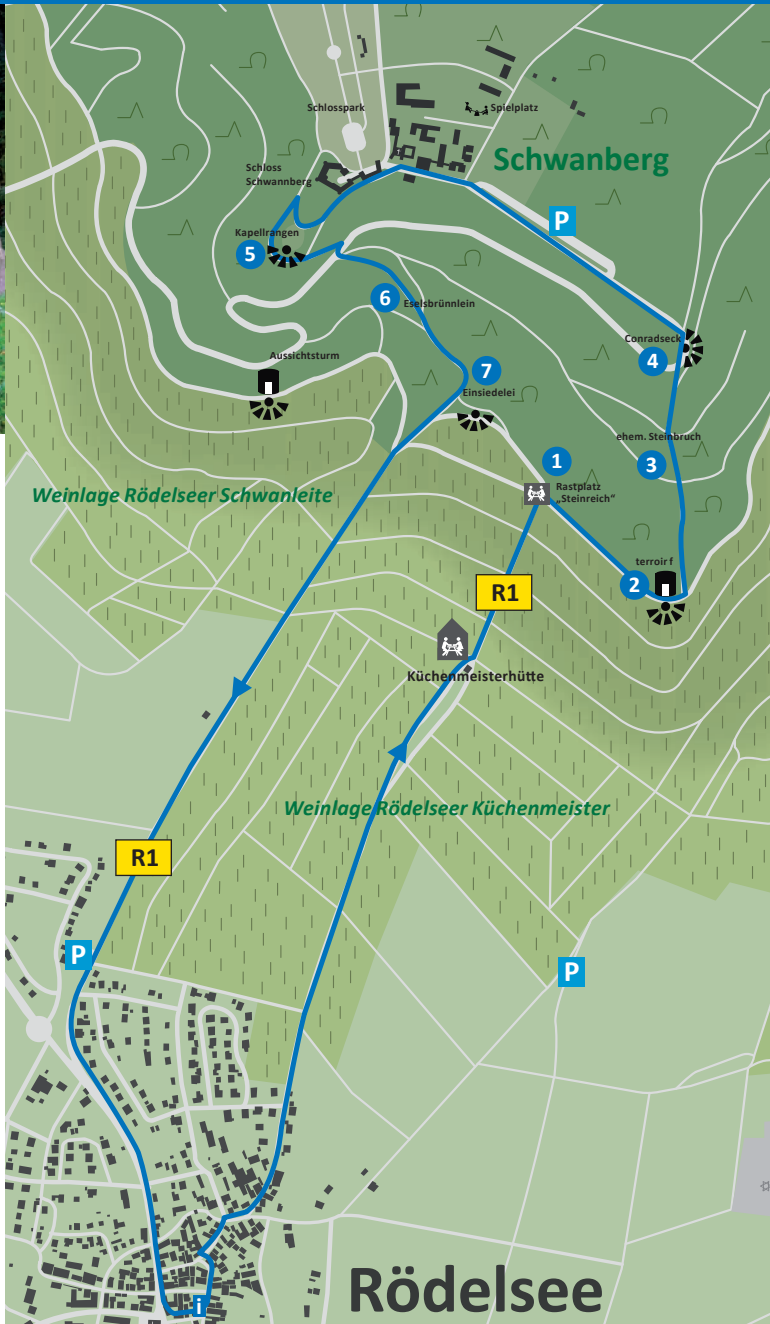 Schlosspark
Spielplatz
Schwanberg
Schloss
Schwannberg
P
Kapellrangen
5
6
Eselsbrünnlein
Conradseck
4
Aussichtsturm
7
Einsiedelei
ehem. Steinbruch
3
1
Rastplatz
„Steinreich“
Weinlage Rödelseer Schwanleite
terroir f
2
R1
Küchenmeisterhütte
Weinlage Rödelseer Küchenmeister
R1
P
P
i
Rödelsee